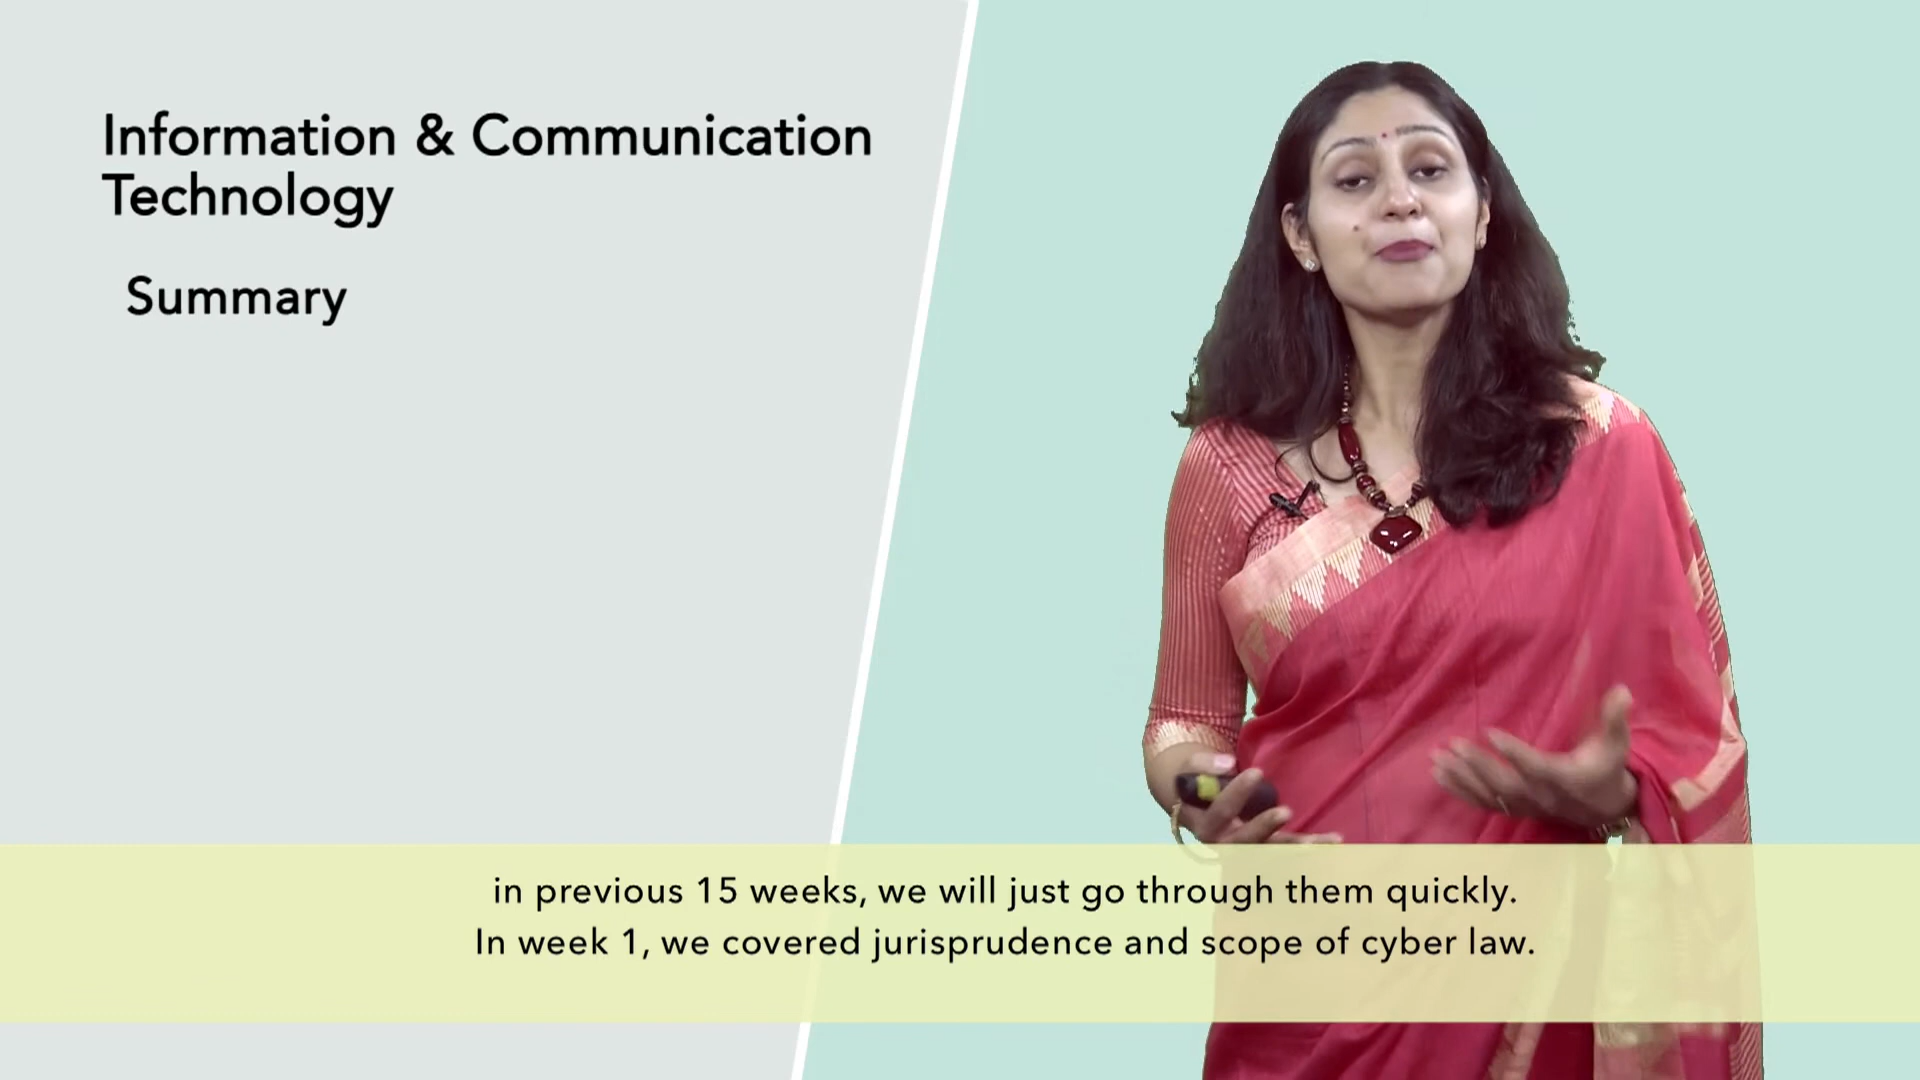 Information & Communication
Technology
Summary
in previous 15 weeks, we will just go through them quickly.
In week 1, we covered jurisprudence and scope of cyber law.